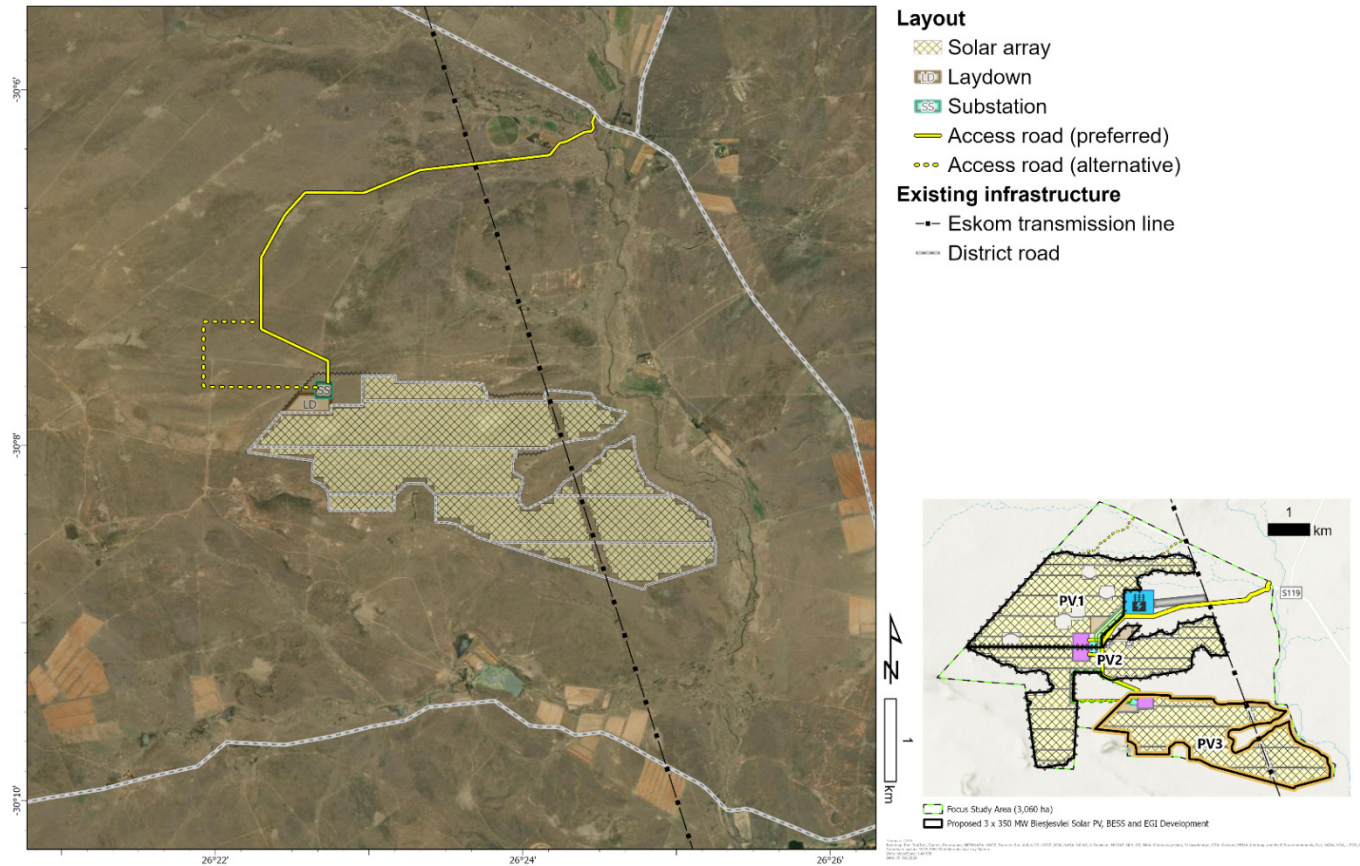 Layout
Solar array
LD Laydown
SS Substation
Access road (preferred)
Access road (alternative)
Existing infrastructure
Eskom transmission line
District road
-30°6'
-30°8'
-30°10'
SS
LD
26°22'
26°24'
26°26'
N
1
km
1
km
S119
PV1
PV2
PV3
Focus Study Area (3,060 ha)
Proposed 3 x 350 MW Biesjesvlei Solar PV, BESS and EGI Development